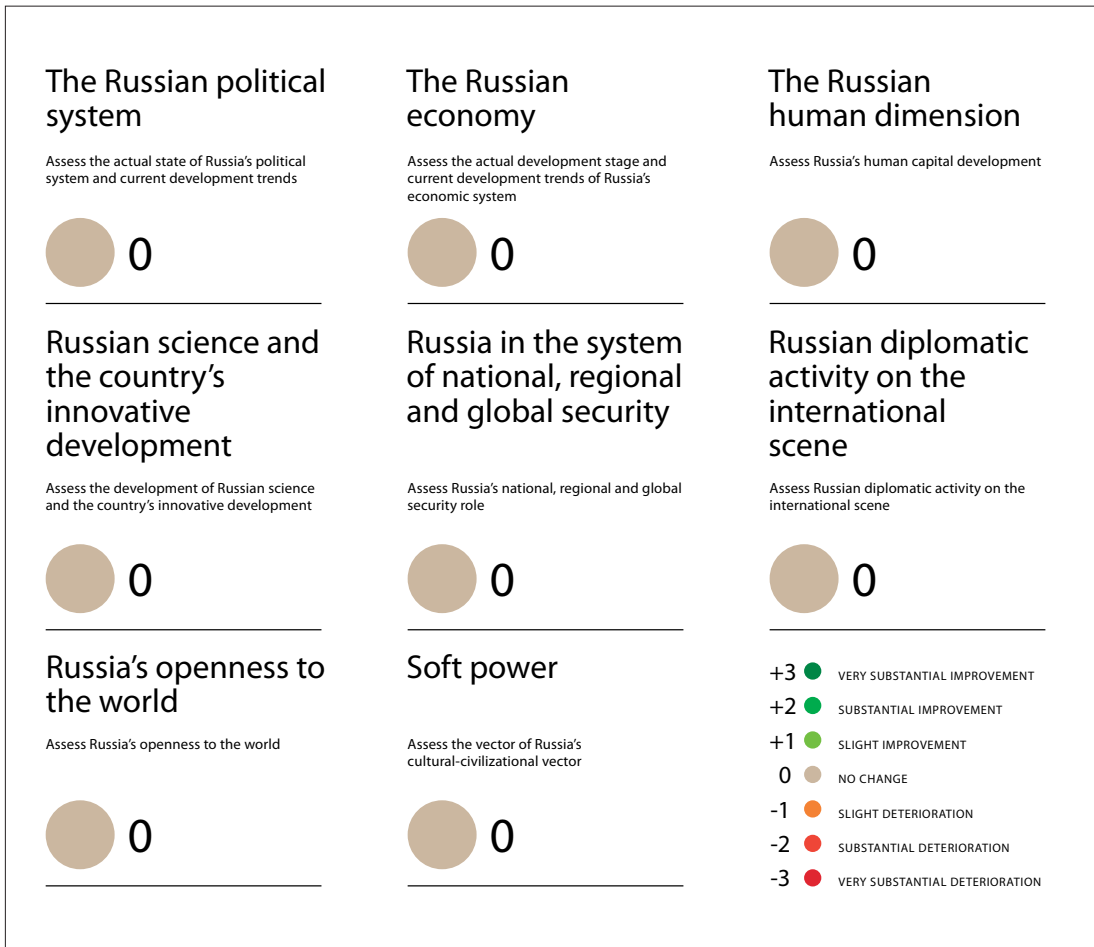 The Russian political
system
Assess the actual state of Russia's political
system and current development trends
0
The Russian
economy
Assess the actual development stage and
current development trends of Russia's
economic system
0
The Russian
human dimension
Assess Russia's human capital development
0
Russian science and
the country's
innovative
development
Assess the development of Russian science
and the country's innovative development
0
Russia in the system
of national, regional
and global security
Assess Russia's national, regional and global
security role
0
Russian diplomatic
activity on the
international
scene
Assess Russian diplomatic activity on the
international scene
0
Russia's openness to
the world
Assess Russia's openness to the world
0
Soft power
Assess the vector of Russia's
cultural-civilizational vector
0
+3 VERY SUBSTANTIAL IMPROVEMENT
+2 SUBSTANTIAL IMPROVEMENT
+1 SLIGHT IMPROVEMENT
0 NO CHANGE
-1 SLIGHT DETERIORATION
-2 SUBSTANTIAL DETERIORATION
-3 VERY SUBSTANTIAL DETERIORATION